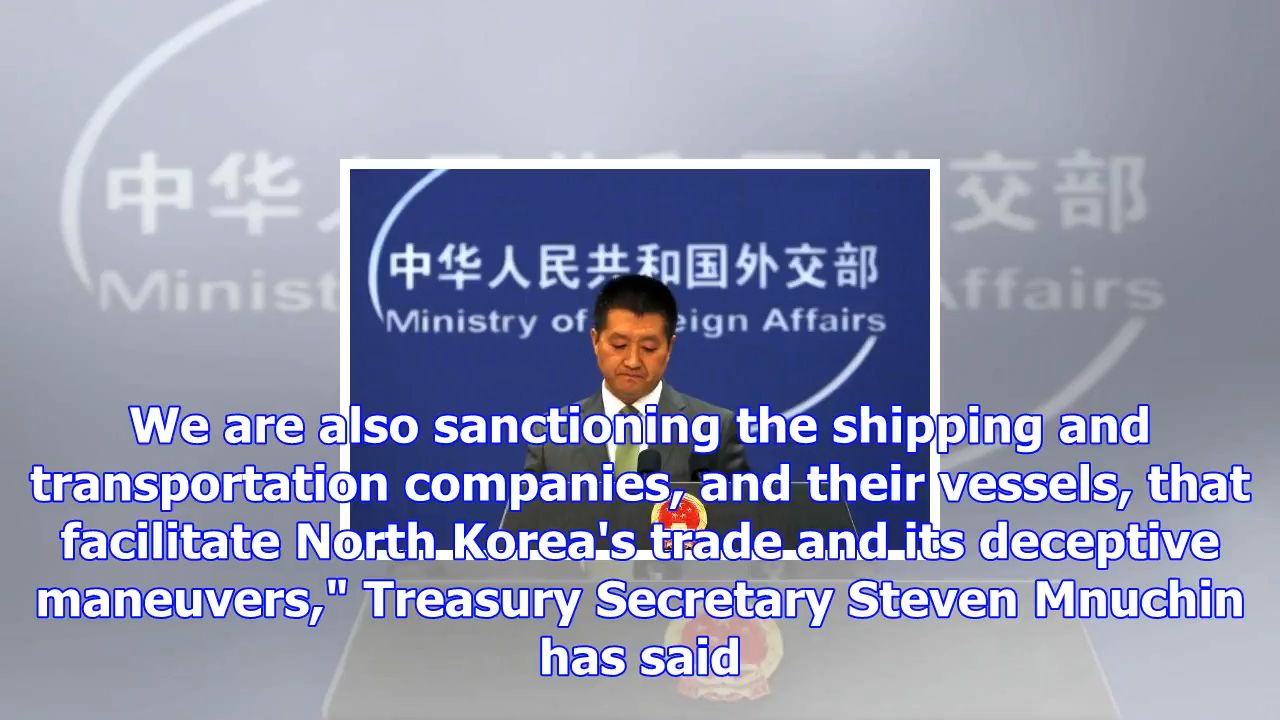 中华人民共和国外交部
Ministry of eign Affairs
We are also sanctioning the shipping and
transportation companies, and their vessels, that
facilitate North Korea's trade and its deceptive
maneuvers," Treasury Secretary Steven Mnuchin
has said